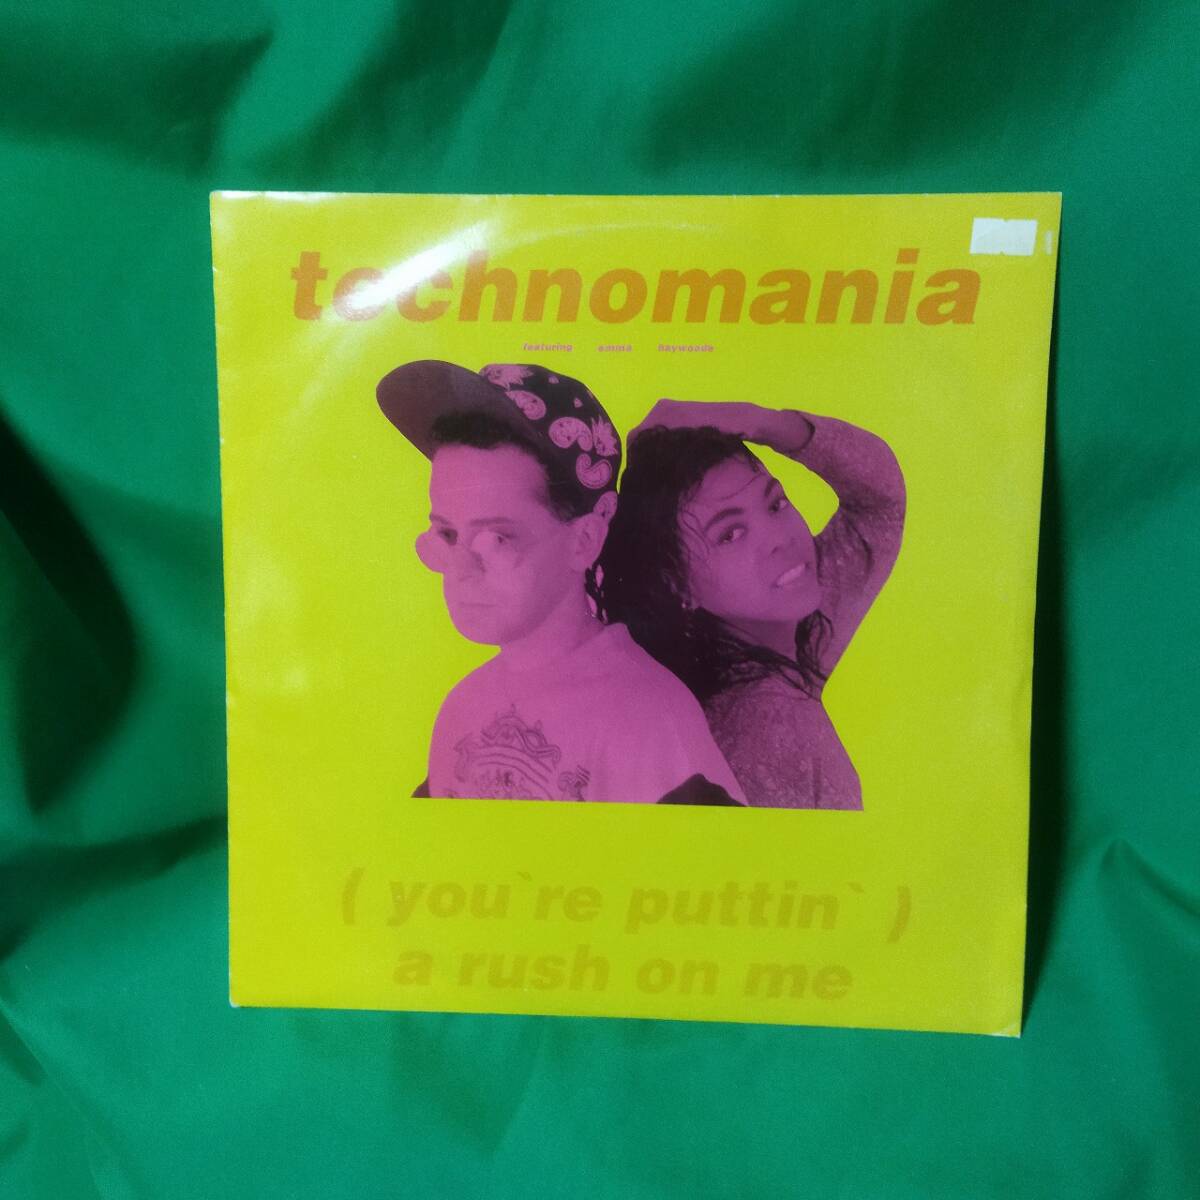 technomania
featuring emma haywoode
( you`re puttin` )
a rush on me